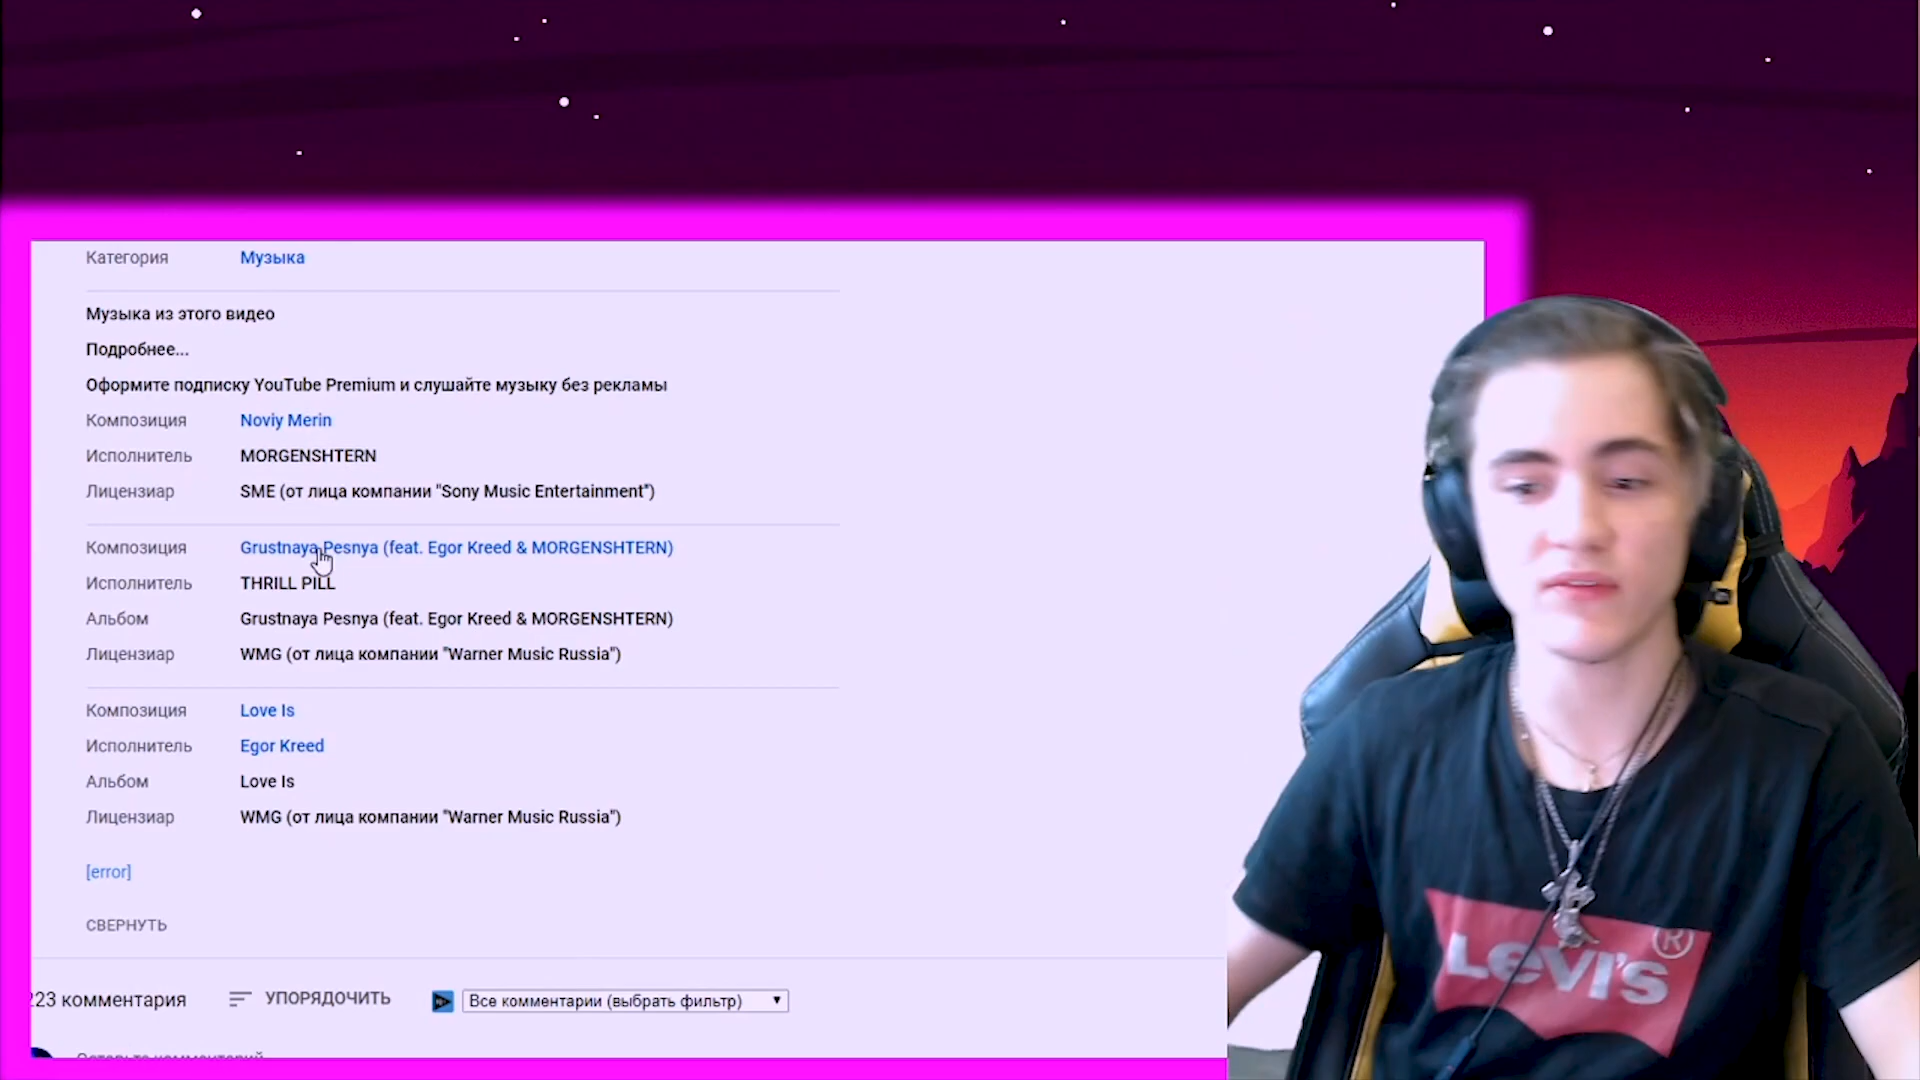 Категория Музыка
Музыка из этого видео
Подробнее...
Оформите подписку YouTube Premium и слушайте музыку без рекламы
Композиция Noviy Merin
Исполнитель MORGENSHTERN
Лицензиар SME (от лица компании "Sony Music Entertainment")
Композиция Grustnaya Pesnya (feat. Egor Kreed & MORGENSHTERN)
Исполнитель THRILL PILL
Альбом Grustnaya Pesnya (feat. Egor Kreed & MORGENSHTERN)
Лицензиар WMG (от лица компании "Warner Music Russia")
Композиция Love Is
Исполнитель Egor Kreed
Альбом Love Is
Лицензиар WMG (от лица компании "Warner Music Russia")
[error]
СВЕРНУТЬ
223 комментария УПОРЯДОЧИТЬ Все комментарии (выбрать фильтр)
Оставьте комментарий
LEVI'S ®